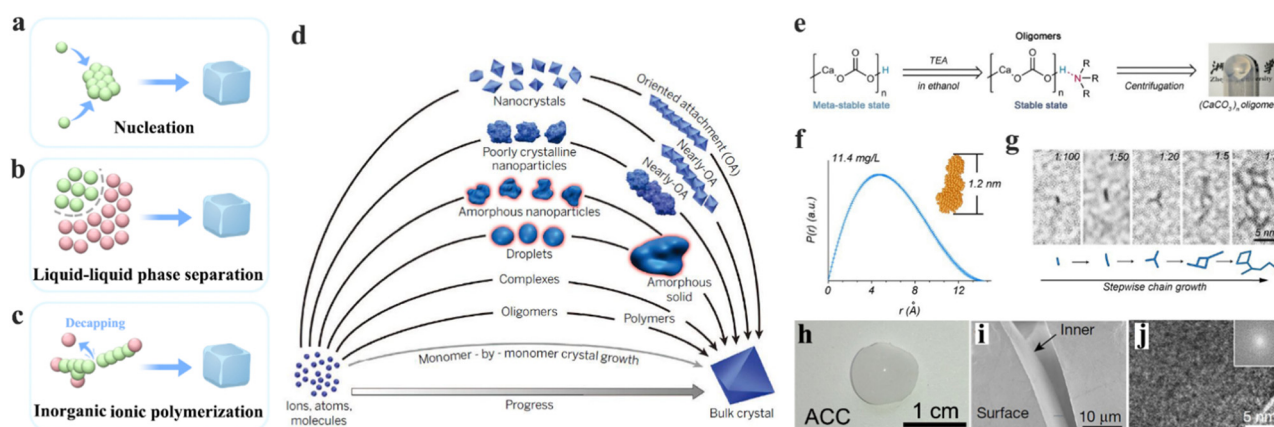 a
Nucleation
b
Liquid-liquid phase separation
c
Decapping
Inorganic ionic polymerization
d
Nanocrystals
Oriented attachment (OA)
Poorly crystalline
nanoparticles
Nearly-OA
Nearly-OA
Amorphous nanoparticles
Droplets
Amorphous
solid
Complexes
Oligomers
Polymers
Monomer - by - monomer crystal growth
Progress
Ions, atoms,
molecules
Bulk crystal
e
Oligomers
Ca
O
O
O
H
n
TEA
in ethanol
Ca
O
O
O
H
N
R
R
R
n
Centrifugation
Meta-stable state
Stable state
(CaCO3)n oligome
f
11.4 mg/L
1.2 nm
P(r) (a.u.)
0
4
8
12
r (Å)
g
1:100
1:50
1:20
1:5
5 nm
Stepwise chain growth
h
ACC
1 cm
i
Inner
Surface
10 μm
j
5 nm